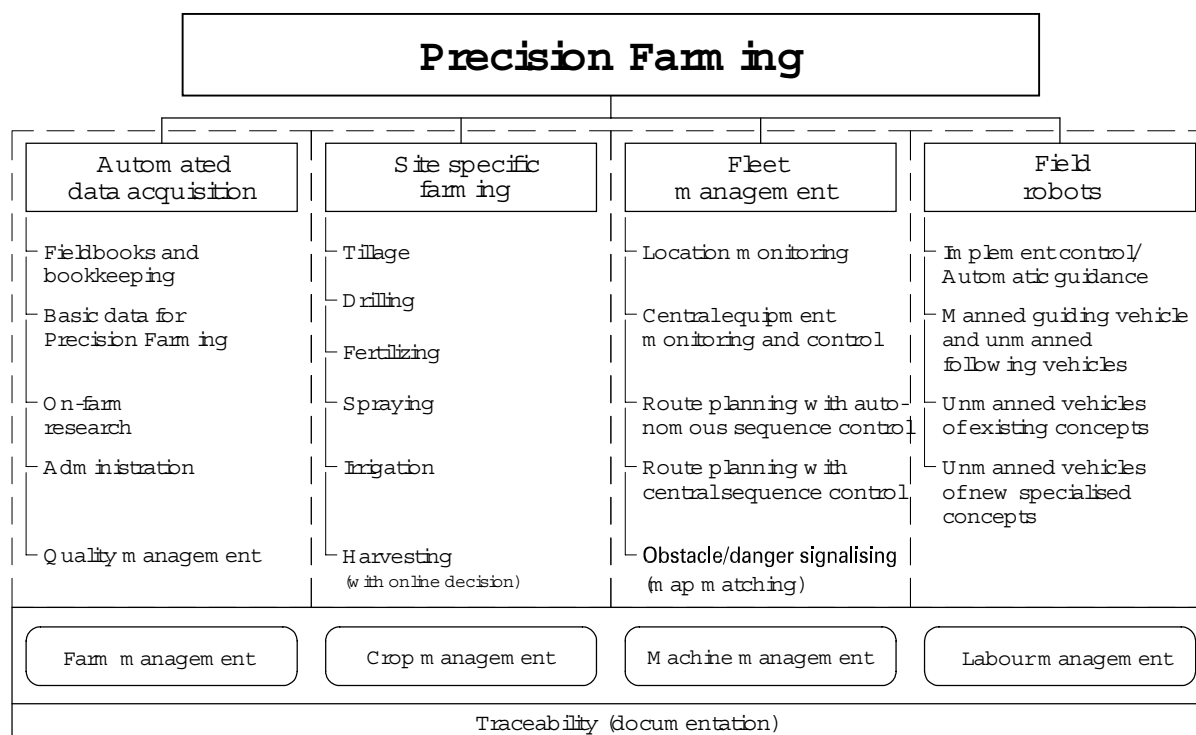 Precision Farming
Automated
data acquisition
Fieldbooks and
bookkeeping
Basic data for
Precision Farming
On-farm
research
Administration
Quality management
Site specific
farming
Tillage
Drilling
Fertilizing
Spraying
Irrigation
Harvesting
(with online decision)
Fleet
management
Location monitoring
Central equipment
monitoring and control
Route planning with auto-
nomous sequence control
Route planning with
central sequence control
Obstacle/danger signalising
(map matching)
Field
robots
Implement control/
Automatic guidance
Manned guiding vehicle
and unmanned
following vehicles
Unmanned vehicles
of existing concepts
Unmanned vehicles
of new specialised
concepts
Farm management
Crop management
Machine management
Labour management
Traceability (documentation)